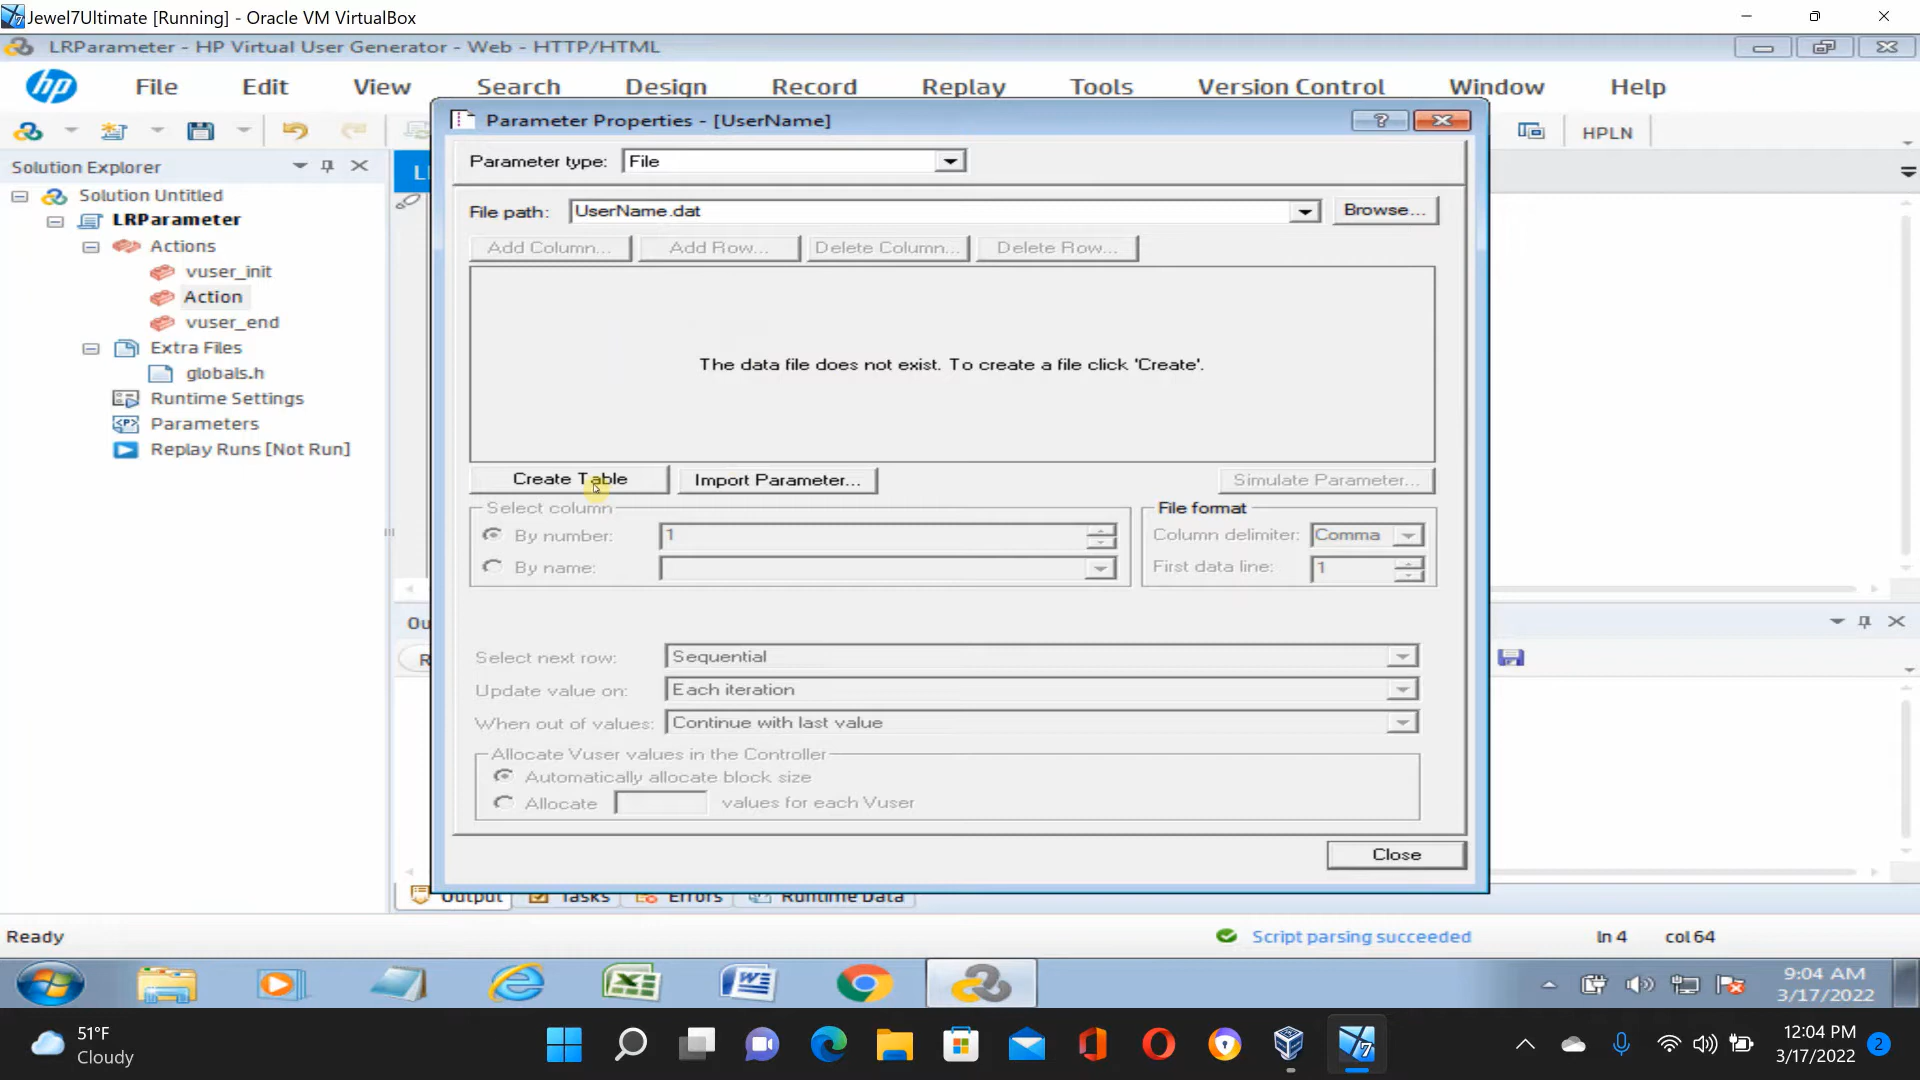 Jewel7Ultimate [Running] - Oracle VM VirtualBox
LRParameter - HP Virtual User Generator - Web - HTTP/HTML
hp File Edit View Search Design Record Replay Tools Version Control Window Help
Parameter Properties - [UserName]
HPLN
Solution Explorer
Solution Untitled
LRParameter
Actions
vuser_init
Action
vuser_end
Extra Files
globals.h
Runtime Settings
Parameters
Replay Runs [Not Run]
Parameter type: File
File path: UserName.dat Browse...
Add Column... Add Row... Delete Column... Delete Row...
The data file does not exist. To create a file click 'Create'.
Create Table Import Parameter... Simulate Parameter...
Select column
By number: 1
By name:
File format
Column delimiter: Comma
First data line: 1
Select next row: Sequential
Update value on: Each iteration
When out of values: Continue with last value
Allocate Vuser values in the Controller
Automatically allocate block size
Allocate values for each Vuser
Close
Output Tasks Errors Runtime Data
Ready Script parsing succeeded ln 4 col 64
9:04 AM
3/17/2022
51°F
Cloudy
12:04 PM
3/17/2022
2